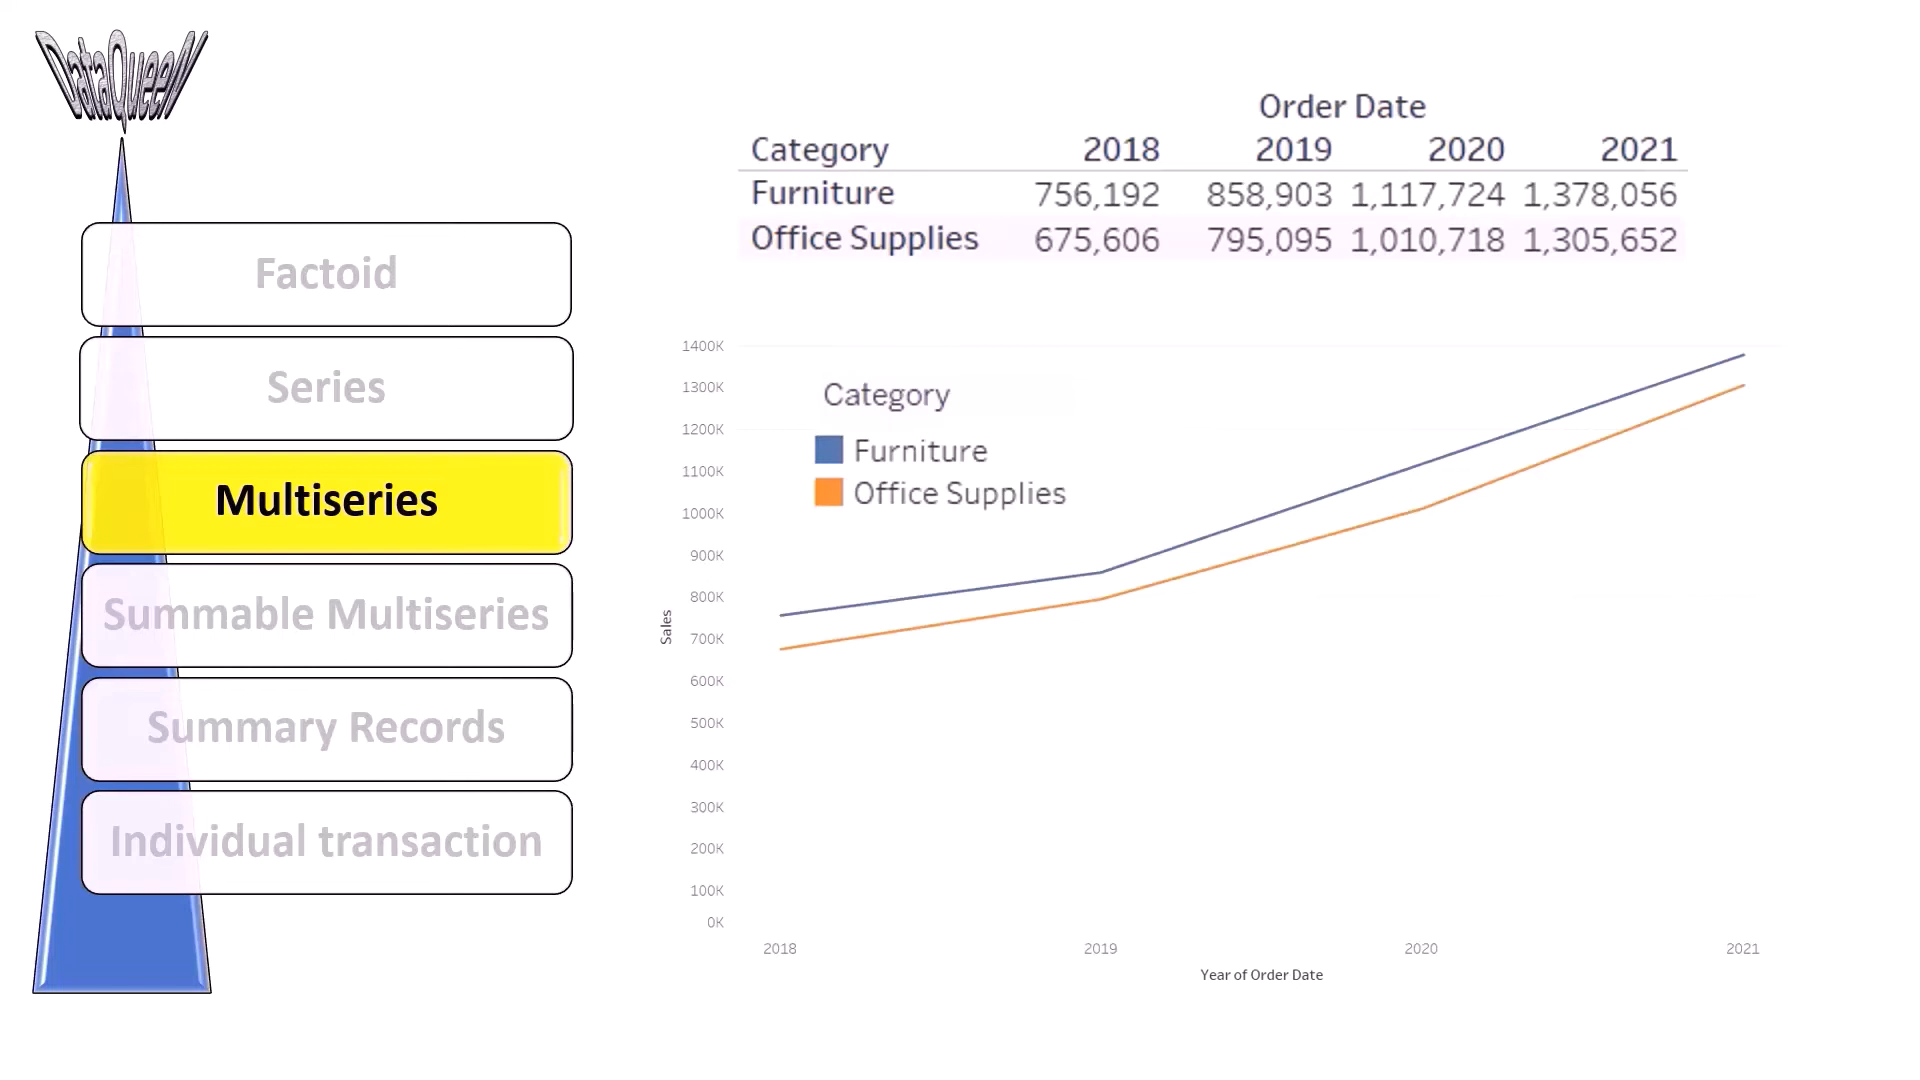 DataQueeN
Factoid
Series
Multiseries
Summable Multiseries
Summary Records
Individual transaction
Order Date
Category 2018 2019 2020 2021
Furniture 756,192 858,903 1,117,724 1,378,056
Office Supplies 675,606 795,095 1,010,718 1,305,652
Category
Furniture
Office Supplies
Sales
1400K
1300K
1200K
1100K
1000K
900K
800K
700K
600K
500K
400K
300K
200K
100K
0K
2018 2019 2020 2021
Year of Order Date